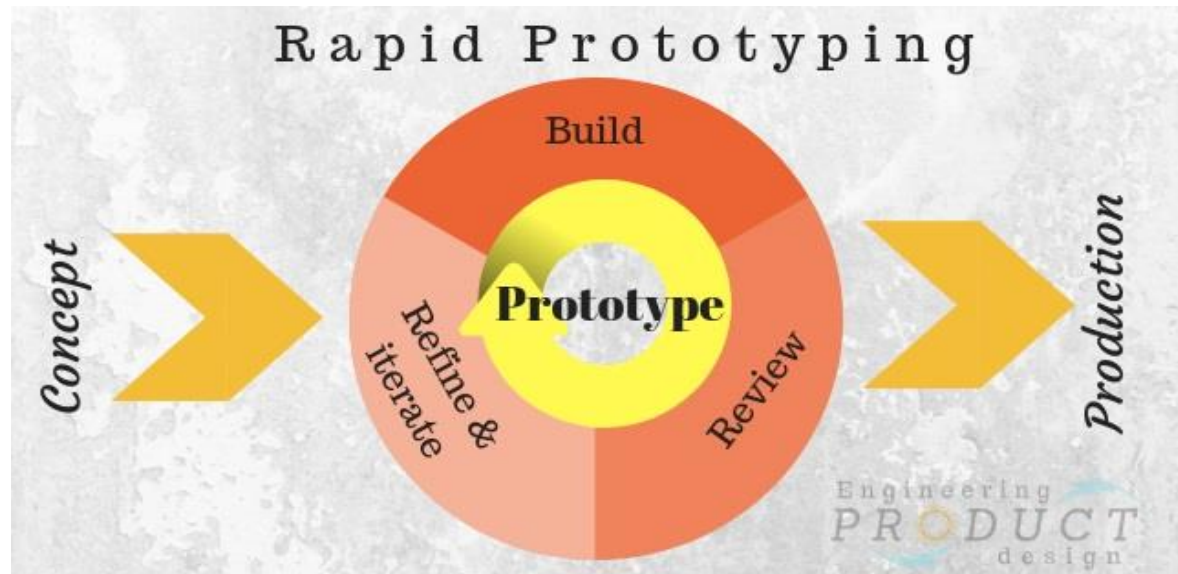 Rapid Prototyping
Concept
Build
Prototype
Refine &
iterate
Review
Production
Engineering
PRODUCT
design